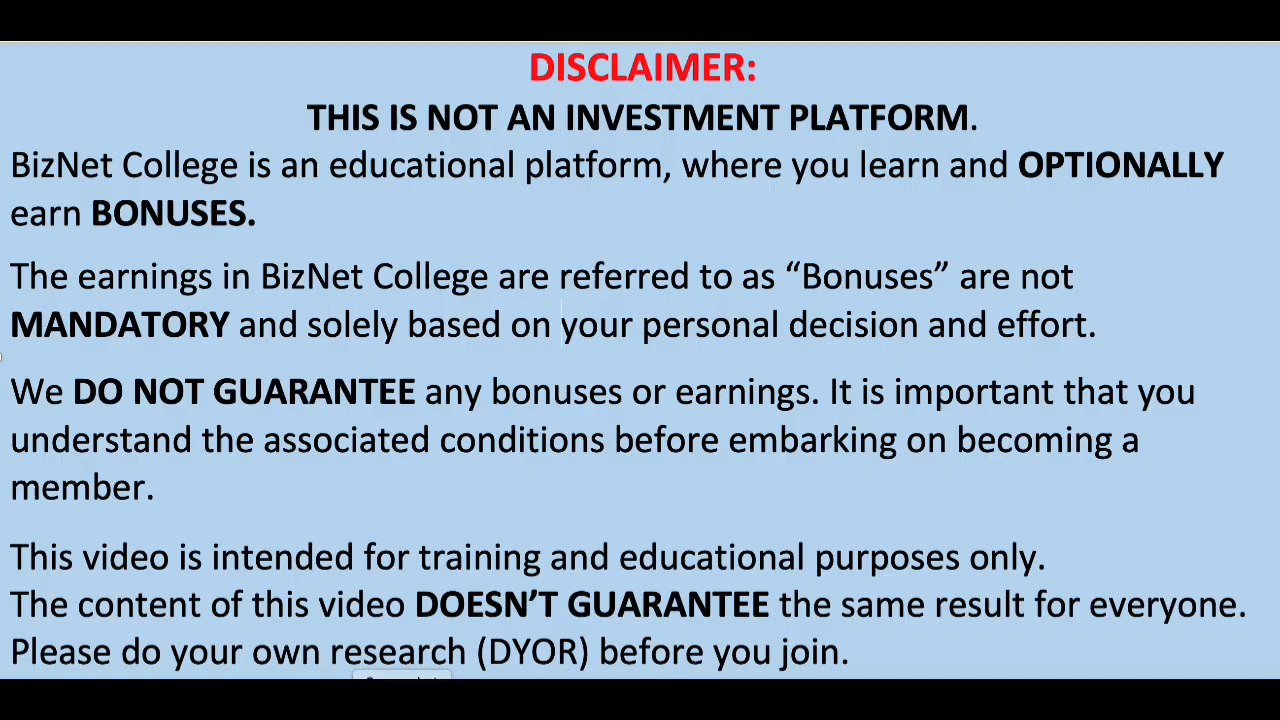 DISCLAIMER:
THIS IS NOT AN INVESTMENT PLATFORM.
BizNet College is an educational platform, where you learn and OPTIONALLY
earn BONUSES.
The earnings in BizNet College are referred to as “Bonuses” are not
MANDATORY and solely based on your personal decision and effort.
We DO NOT GUARANTEE any bonuses or earnings. It is important that you
understand the associated conditions before embarking on becoming a
member.
This video is intended for training and educational purposes only.
The content of this video DOESN’T GUARANTEE the same result for everyone.
Please do your own research (DYOR) before you join.